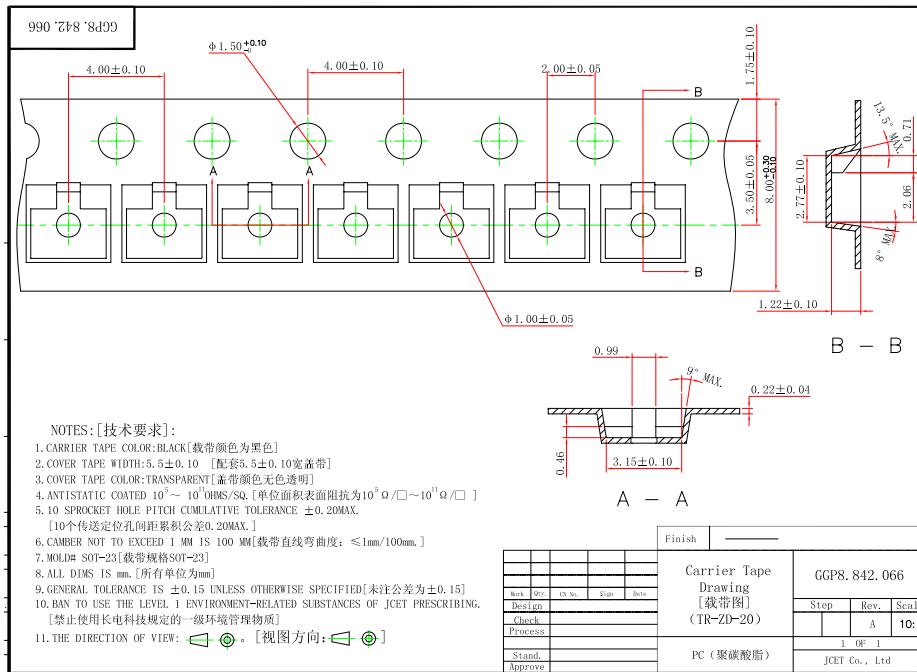 GGP8.842.066
φ1.50 +0.10 -0
4.00±0.10
4.00±0.10
2.00±0.05
1.75±0.10
B
A
A
3.50±0.05
8.00 +0.30 -0.10
B
φ1.00±0.05
13.5° MAX.
0.71
2.77±0.10
2.06
8° MAX.
1.22±0.10
B - B
0.99
9° MAX.
0.22±0.04
0.46
3.15±0.10
A - A
NOTES:[技术要求]:
1.CARRIER TAPE COLOR:BLACK[载带颜色为黑色]
2.COVER TAPE WIDTH:5.5±0.10 [配套5.5±0.10宽盖带]
3.COVER TAPE COLOR:TRANSPARENT[盖带颜色无色透明]
4.ANTISTATIC COATED 10⁵~ 10¹¹OHMS/SQ.[单位面积表面阻抗为10⁵Ω/□~10¹¹Ω/□ ]
5.10 SPROCKET HOLE PITCH CUMULATIVE TOLERANCE ±0.20MAX.
[10个传送定位孔间距累积公差0.20MAX.]
6.CAMBER NOT TO EXCEED 1 MM IS 100 MM[载带直线弯曲度: ≤1mm/100mm.]
7.MOLD# SOT-23[载带规格SOT-23]
8.ALL DIMS IS mm.[所有单位为mm]
9.GENERAL TOLERANCE IS ±0.15 UNLESS OTHERWISE SPECIFIED[未注公差为±0.15]
10.BAN TO USE THE LEVEL 1 ENVIRONMENT-RELATED SUBSTANCES OF JCET PRESCRIBING.
[禁止使用长电科技规定的一级环境管理物质]
11.THE DIRECTION OF VIEW: 。[视图方向: ]
Finish
Mark Qty. CN No. Sign Date
Design
Check
Process
Stand.
Approve
Carrier Tape
Drawing
[载带图]
(TR-ZD-20)
PC（聚碳酸脂）
GGP8.842.066
Step Rev. Scal
A 10:
1 OF 1
JCET Co., Ltd